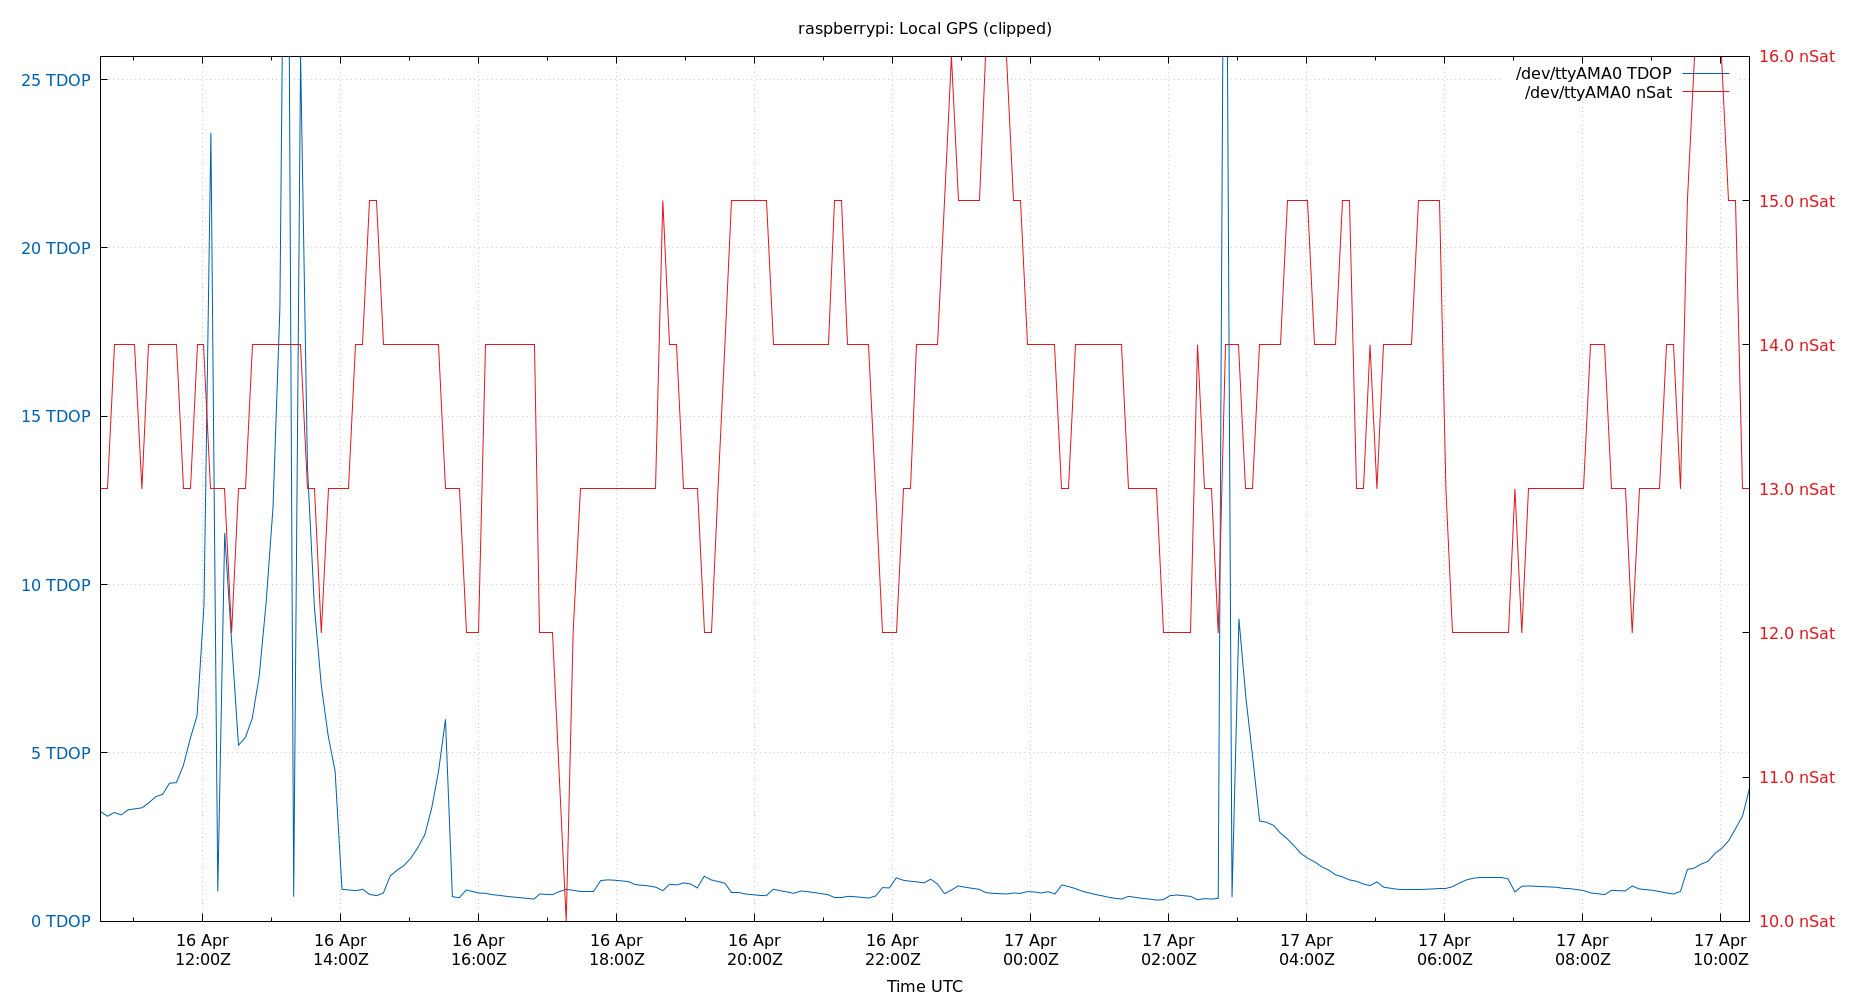 raspberrypi: Local GPS (clipped)
/dev/ttyAMA0 TDOP
/dev/ttyAMA0 nSat
25 TDOP
20 TDOP
15 TDOP
10 TDOP
5 TDOP
0 TDOP
16.0 nSat
15.0 nSat
14.0 nSat
13.0 nSat
12.0 nSat
11.0 nSat
10.0 nSat
16 Apr 16 Apr 16 Apr 16 Apr 16 Apr 16 Apr 17 Apr 17 Apr 17 Apr 17 Apr 17 Apr 17 Apr
12:00Z 14:00Z 16:00Z 18:00Z 20:00Z 22:00Z 00:00Z 02:00Z 04:00Z 06:00Z 08:00Z 10:00Z
Time UTC